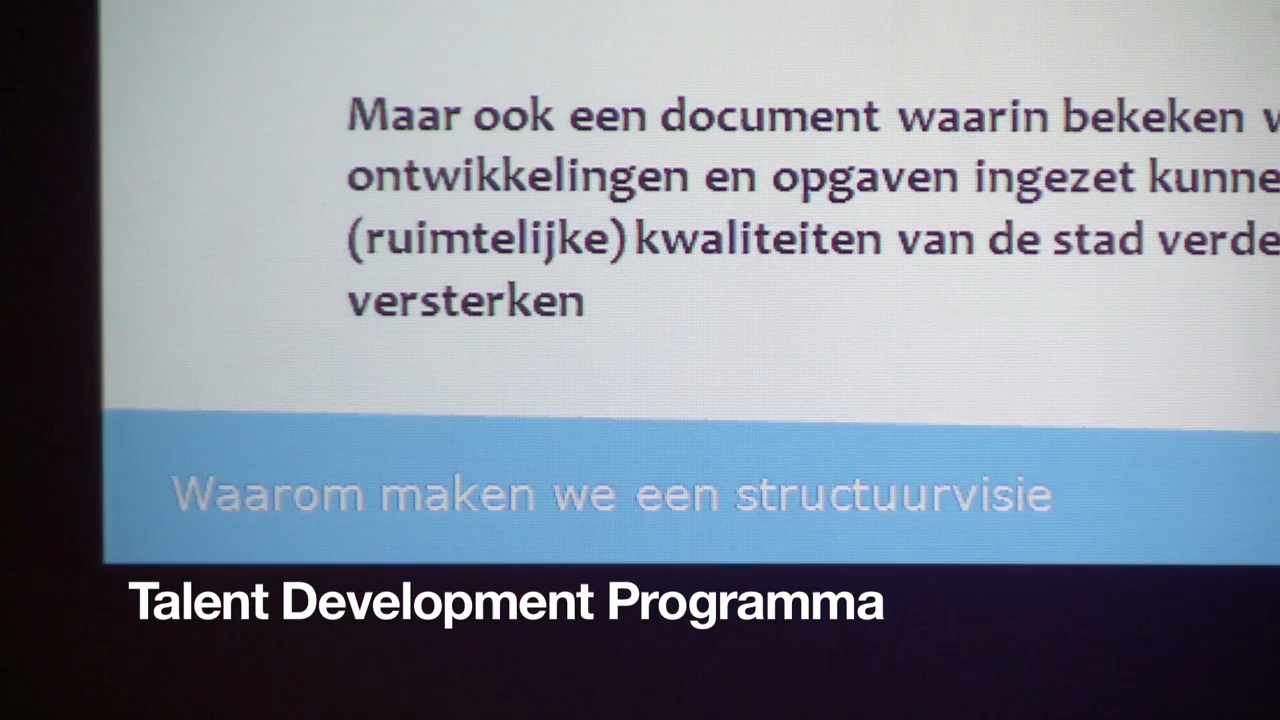 Maar ook een document waarin bekeken
ontwikkelingen en opgaven ingezet
(ruimtelijke) kwaliteiten van de stad
versterken
Waarom maken we een structuurvisie
Talent Development Programma